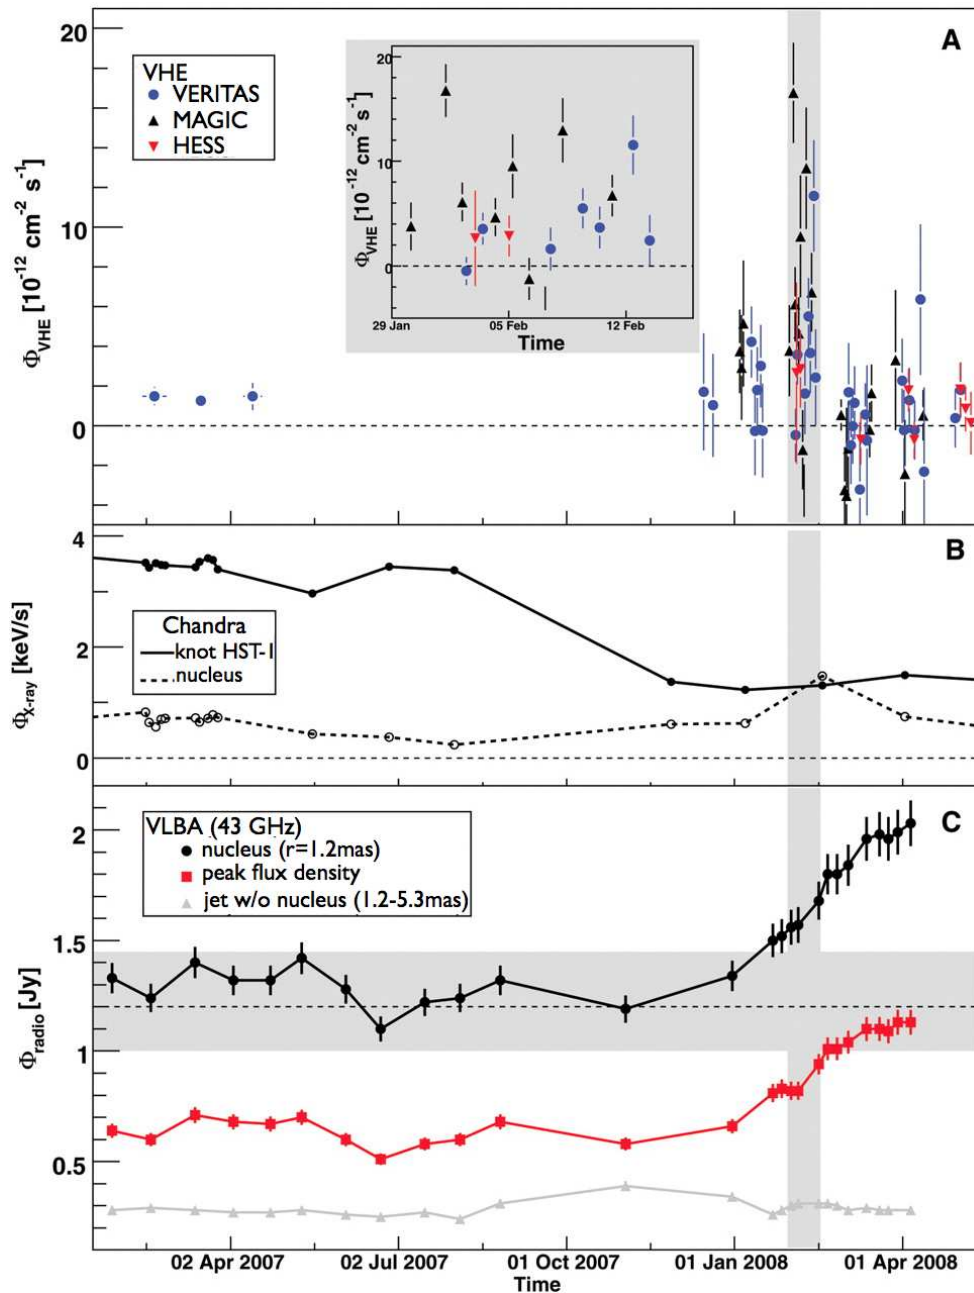 A
20
10
0
Φ_VHE [10⁻¹² cm⁻² s⁻¹]
VHE
VERITAS
MAGIC
HESS
20
10
0
Φ_VHE [10⁻¹² cm⁻² s⁻¹]
29 Jan 05 Feb 12 Feb
Time
B
4
2
0
Φ_X-ray [keV/s]
Chandra
knot HST-1
nucleus
C
2
1.5
1
0.5
Φ_radio [Jy]
VLBA (43 GHz)
nucleus (r=1.2mas)
peak flux density
jet w/o nucleus (1.2-5.3mas)
02 Apr 2007 02 Jul 2007 01 Oct 2007 01 Jan 2008 01 Apr 2008
Time